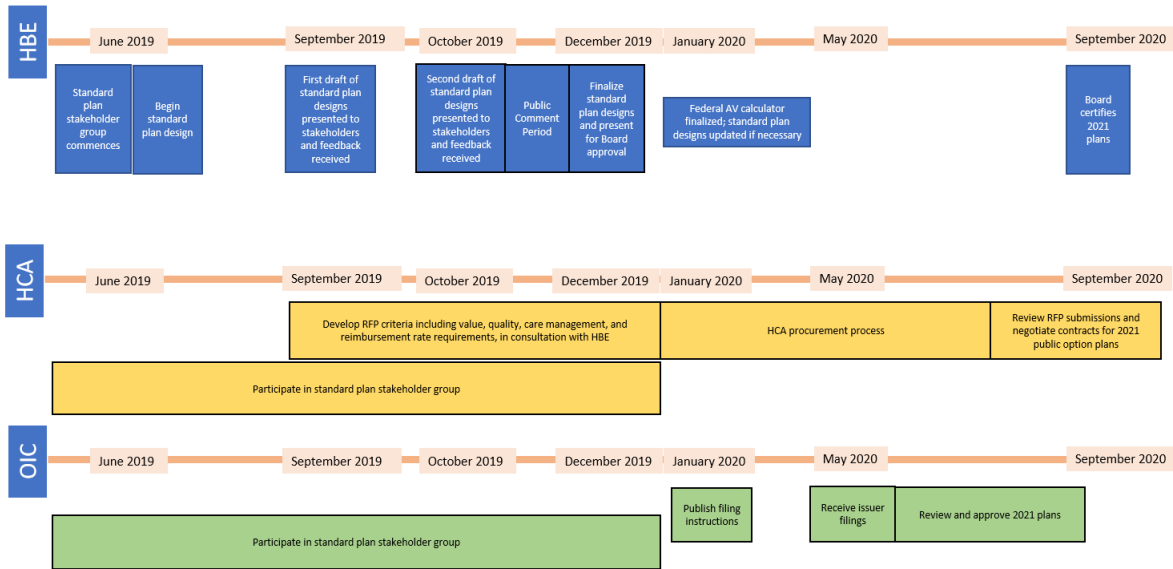 HBE
June 2019
September 2019
October 2019
December 2019
January 2020
May 2020
September 2020
Standard
plan
stakeholder
group
commences
Begin
standard
plan design
First draft of
standard plan
designs
presented to
stakeholders
and feedback
received
Second draft of
standard plan
designs
presented to
stakeholders
and feedback
received
Public
Comment
Period
Finalize
standard
plan designs
and present
for Board
approval
Federal AV calculator
finalized; standard plan
designs updated if necessary
Board
certifies
2021
plans
HCA
June 2019
September 2019
October 2019
December 2019
January 2020
May 2020
September 2020
Develop RFP criteria including value, quality, care management, and
reimbursement rate requirements, in consultation with HBE
HCA procurement process
Review RFP submissions and
negotiate contracts for 2021
public option plans
Participate in standard plan stakeholder group
OIC
June 2019
September 2019
October 2019
December 2019
January 2020
May 2020
September 2020
Publish filing
instructions
Receive issuer
filings
Review and approve 2021 plans
Participate in standard plan stakeholder group